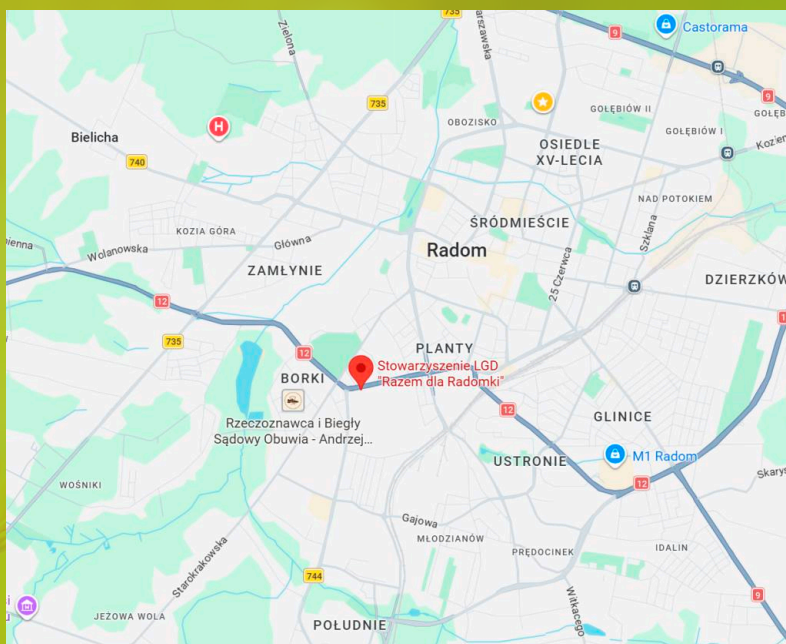 735
arszawska
9
Castorama
Zielona
735
9
GOŁĘBIÓW II
OBOZISKO
GOŁĘB
GOŁĘBIÓW I
Bielicha
H
OSIEDLE
XV-LECIA
Kozien
740
NAD POTOKIEM
KOZIA GÓRA
ŚRÓDMIEŚCIE
Szklana
ienna
Wolanowska
Główna
Radom
25 Czerwca
ZAMŁYNIE
DZIERZKÓW
12
735
12
PLANTY
Stowarzyszenie LGD
"Razem dla Radomki"
BORKI
12
GLINICE
Rzeczoznawca i Biegły
Sądowy Obuwia - Andrzej...
M1 Radom
USTRONIE
Skarys
12
WOŚNIKI
Gajowa
MŁODZIANÓW
PRĘDOCINEK
IDALIN
Starokrakowska
744
9
Witkacego
i
u
JEŻOWA WOLA
POŁUDNIE